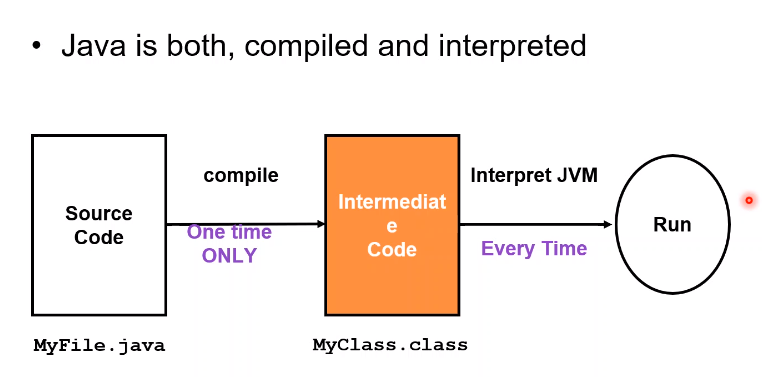 • Java is both, compiled and interpreted
compile
Interpret JVM
Source
Code
One time
ONLY
Intermediat
e
Code
Every Time
Run
MyFile.java
MyClass.class